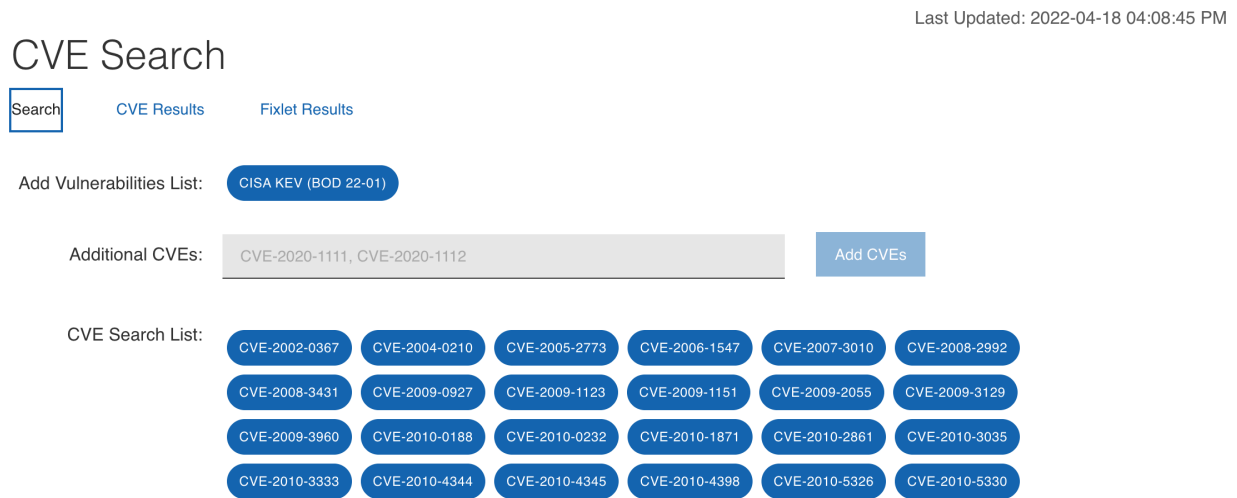 Last Updated: 2022-04-18 04:08:45 PM
CVE Search
Search CVE Results Fixlet Results
Add Vulnerabilities List: CISA KEV (BOD 22-01)
Additional CVEs: CVE-2020-1111, CVE-2020-1112 Add CVEs
CVE Search List: CVE-2002-0367 CVE-2004-0210 CVE-2005-2773 CVE-2006-1547 CVE-2007-3010 CVE-2008-2992
CVE-2008-3431 CVE-2009-0927 CVE-2009-1123 CVE-2009-1151 CVE-2009-2055 CVE-2009-3129
CVE-2009-3960 CVE-2010-0188 CVE-2010-0232 CVE-2010-1871 CVE-2010-2861 CVE-2010-3035
CVE-2010-3333 CVE-2010-4344 CVE-2010-4345 CVE-2010-4398 CVE-2010-5326 CVE-2010-5330